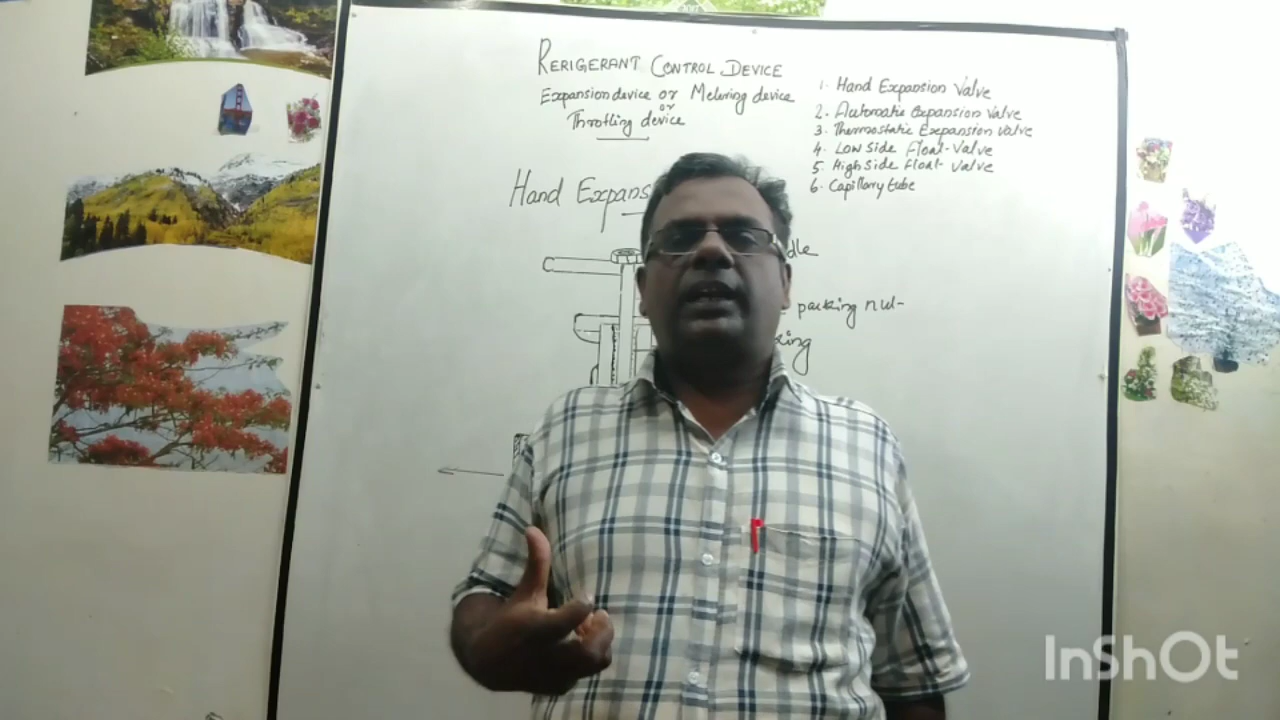 RERIGERANT CONTROL DEVICE
Expansion device or Metering device
or
Throttling device
1. Hand Expansion Valve
2. Automatic Expansion Valve
3. Thermostatic Expansion Valve
4. Low side Float-Valve
5. High side float-Valve
6. Capillary tube
Hand Expans
dle
packing nut
king
InShOt